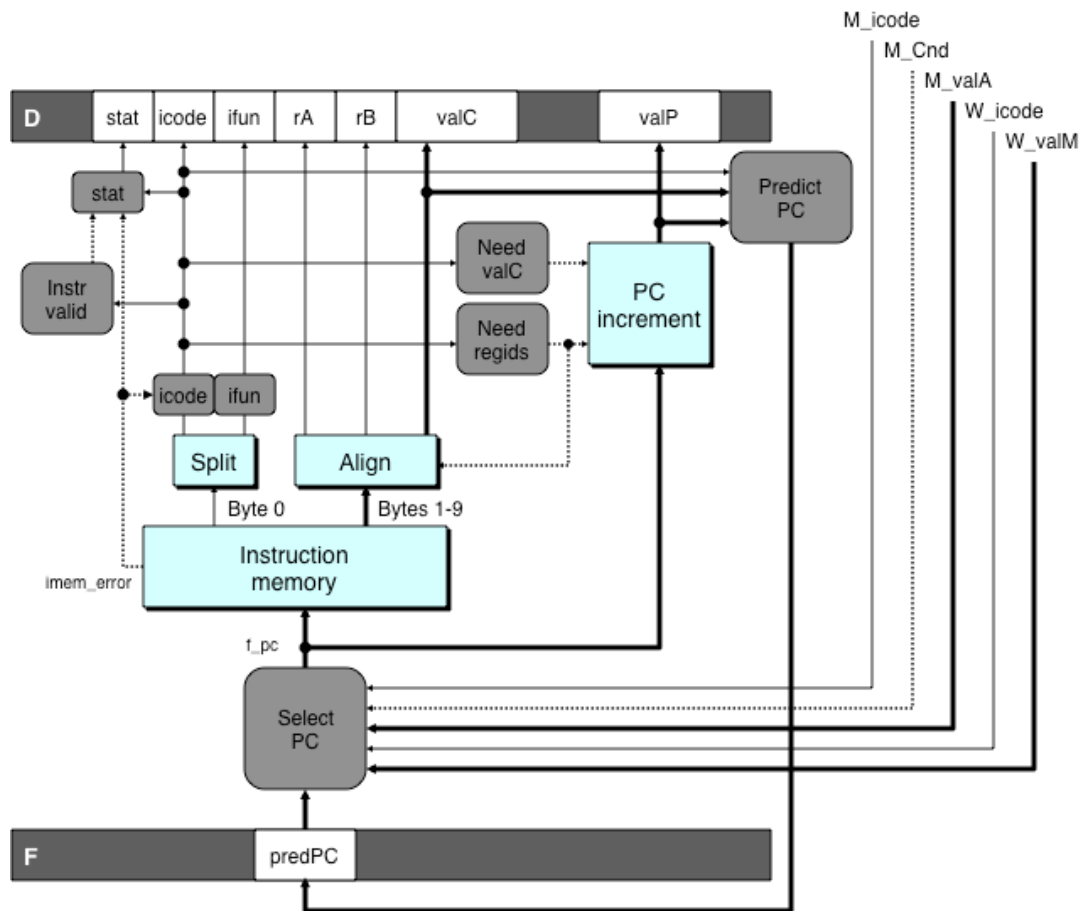 M_icode
M_Cnd
M_valA
W_icode
W_valM
D
stat
icode
ifun
rA
rB
valC
valP
stat
Predict
PC
Need
valC
Instr
valid
PC
increment
Need
regids
icode
ifun
Split
Align
Byte 0
Bytes 1-9
Instruction
memory
imem_error
f_pc
Select
PC
F
predPC